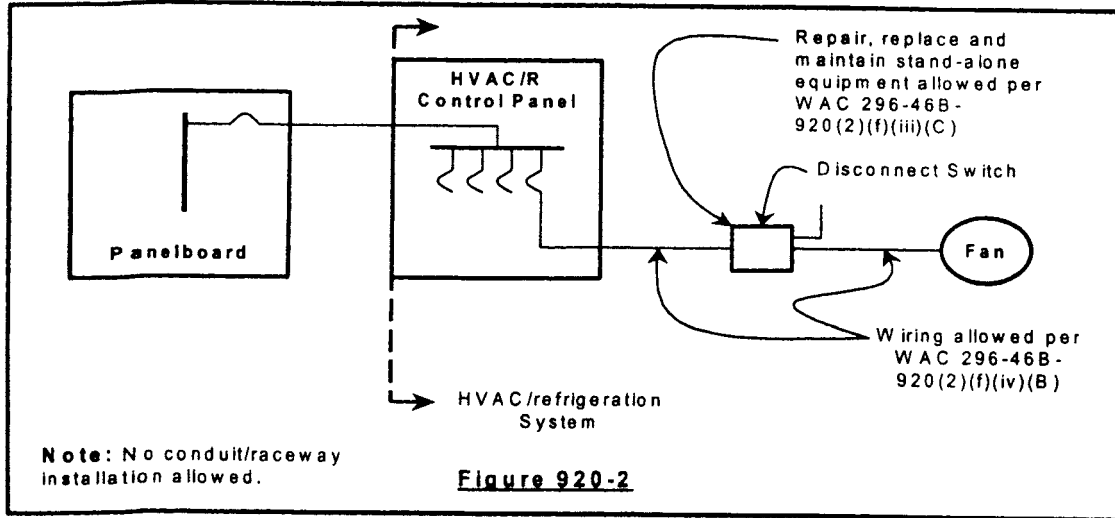 Repair, replace and
maintain stand-alone
equipment allowed per
WAC 296-46B-
920(2)(f)(iii)(C)
HVAC/R
Control Panel
Disconnect Switch
Panelboard
Fan
Wiring allowed per
WAC 296-46B-
920(2)(f)(iv)(B)
HVAC/refrigeration
System
Note: No conduit/raceway
installation allowed.
Figure 920-2